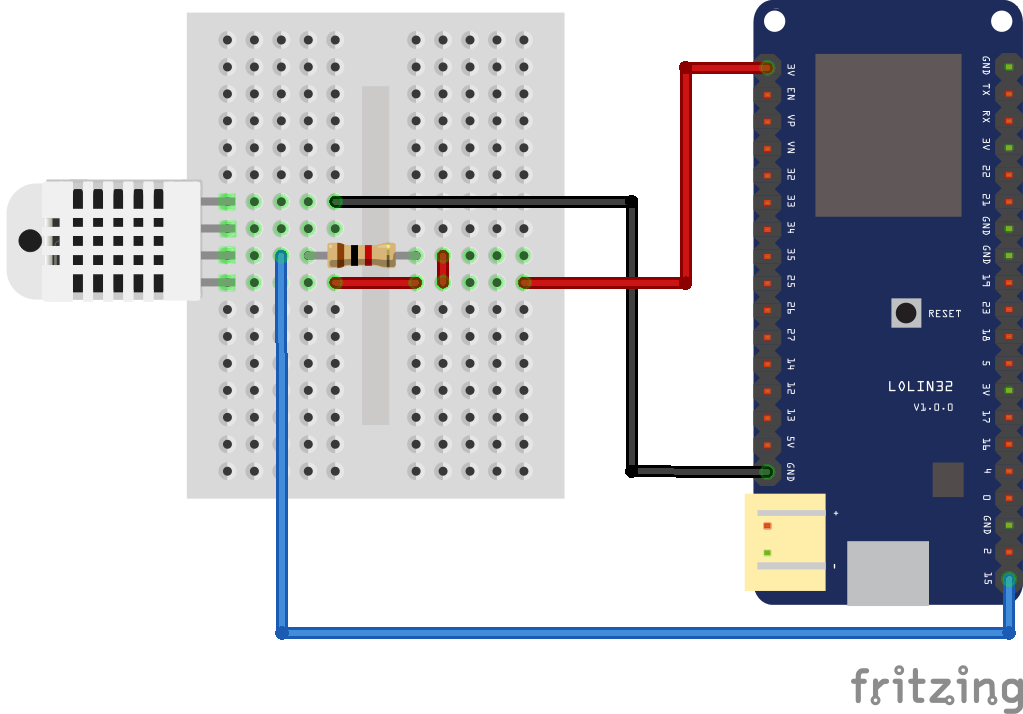 3V
EN
VP
VN
32
33
34
35
25
26
27
14
12
13
5V
GND
GND
TX
RX
3V
22
21
GND
GND
19
23
18
5
3V
17
16
4
0
GND
2
15
RESET
LOLIN32
V1.0.0
+
-
fritzing